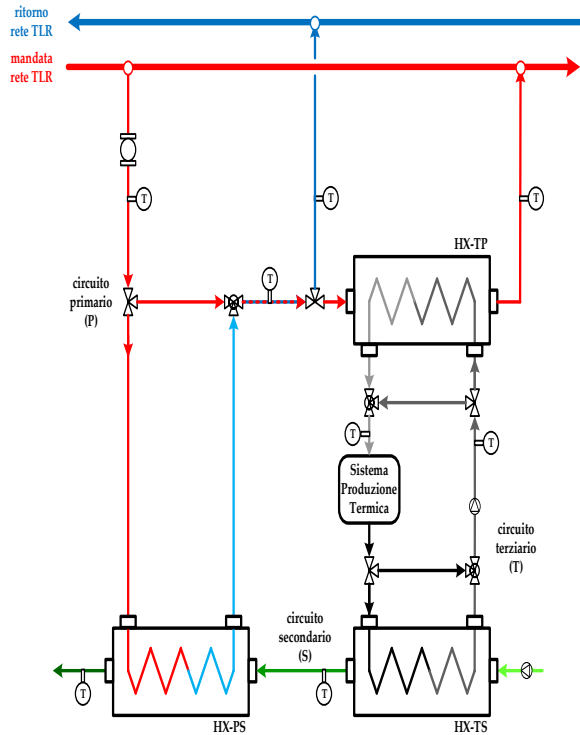 ritorno
rete TLR
mandata
rete TLR
T
T
T
HX-TP
T
circuito
primario
(P)
T
T
Sistema
Produzione
Termica
circuito
terziario
(T)
circuito
secondario
(S)
T
T
HX-PS
HX-TS